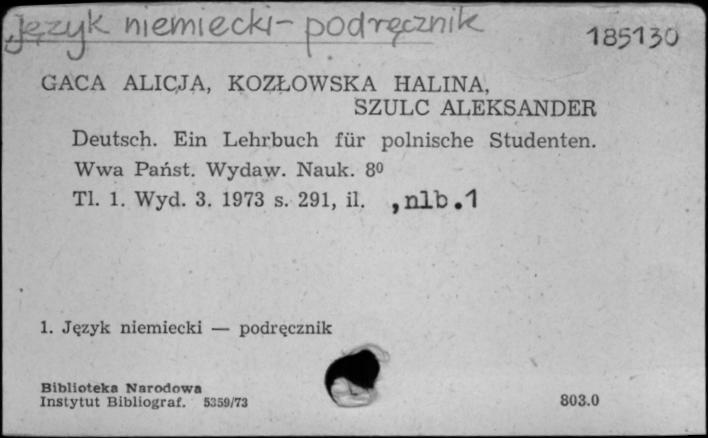 Język niemiecki - podręcznik
185130
GACA ALICJA, KOZŁOWSKA HALINA,
SZULC ALEKSANDER
Deutsch. Ein Lehrbuch für polnische Studenten.
Wwa Państ. Wydaw. Nauk. 8⁰
Tl. 1. Wyd. 3. 1973 s. 291, il. , nlb. 1
1. Język niemiecki — podręcznik
Biblioteka Narodowa
Instytut Bibliograf. 5359/73
803.0